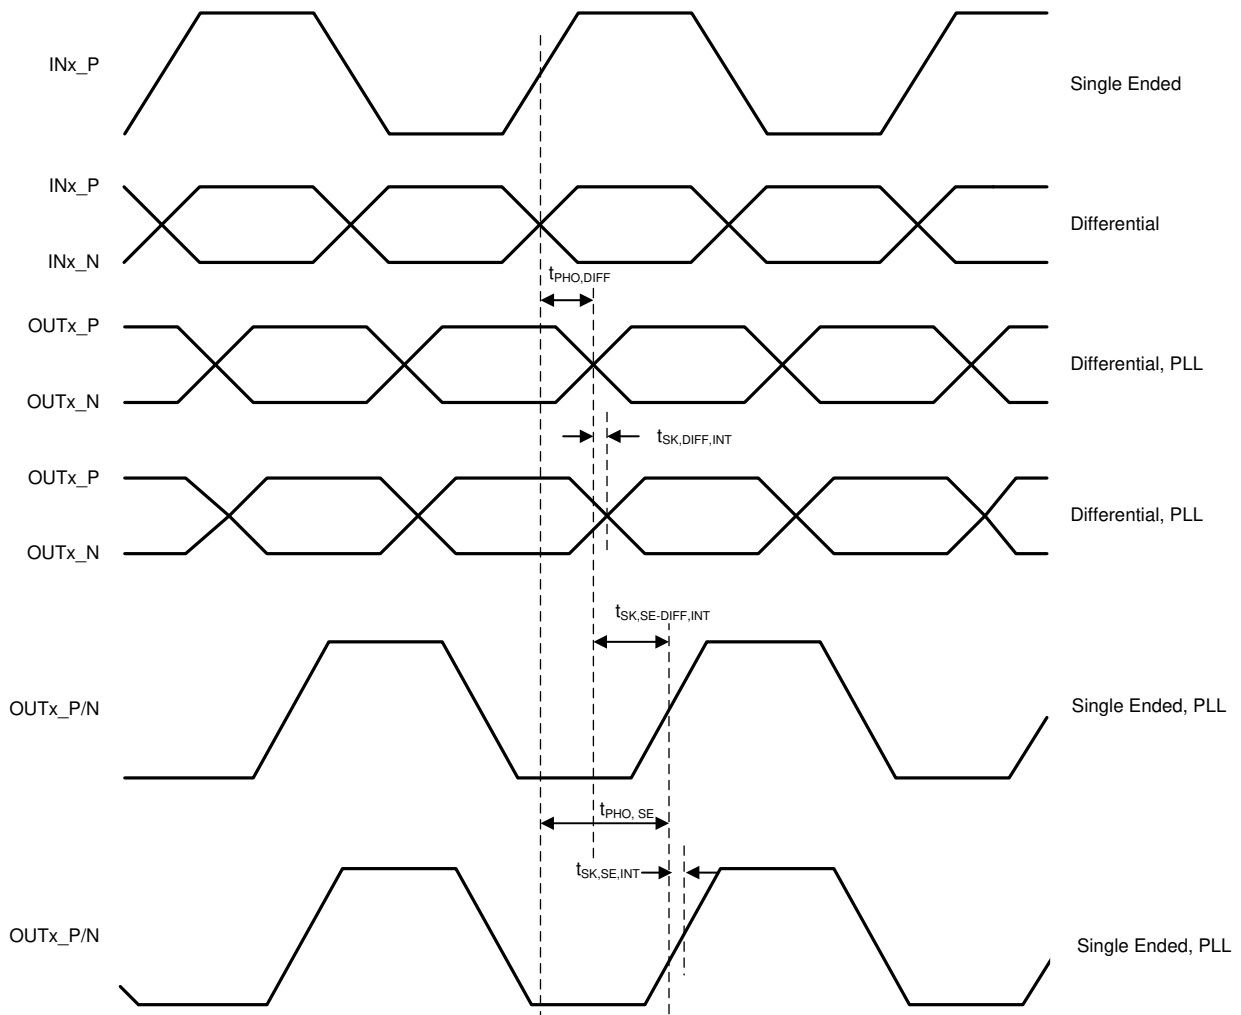 INx_P
Single Ended
INx_P
INx_N
Differential
tPHO,DIFF
OUTx_P
OUTx_N
Differential, PLL
tSK,DIFF,INT
OUTx_P
OUTx_N
Differential, PLL
tSK,SE-DIFF,INT
OUTx_P/N
Single Ended, PLL
tPHO, SE
tSK,SE,INT
OUTx_P/N
Single Ended, PLL